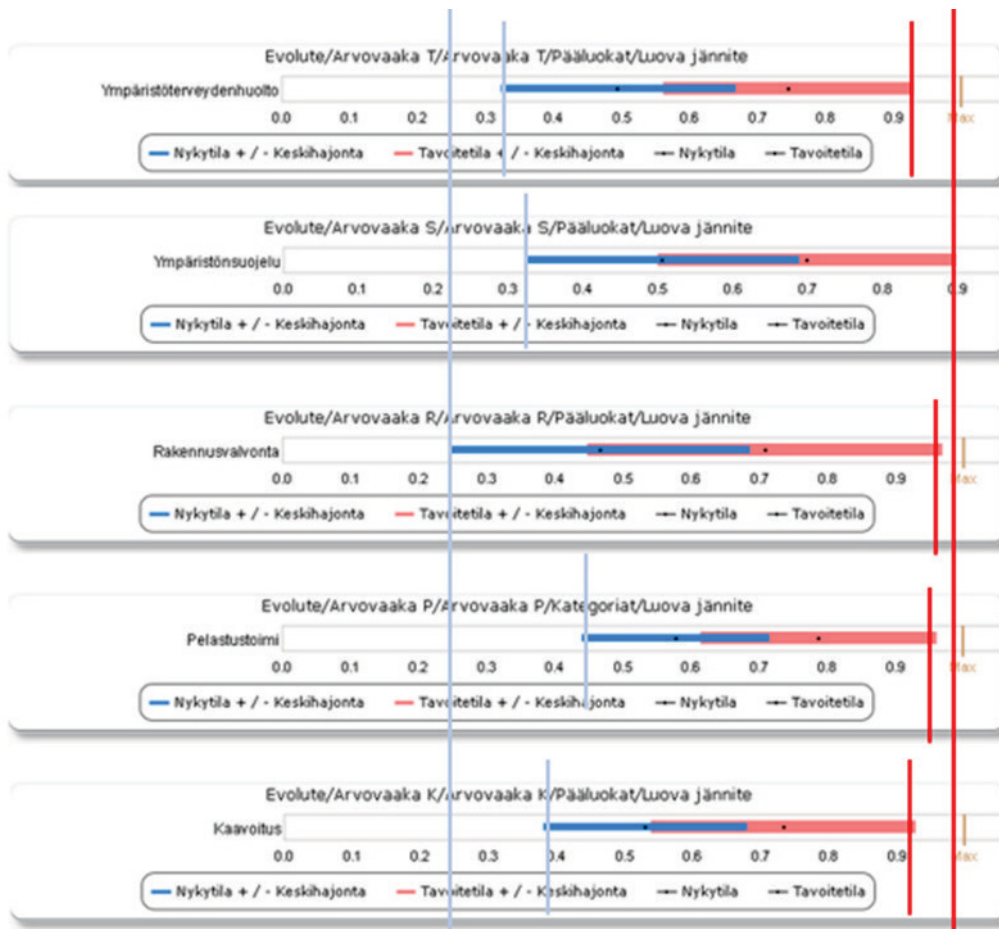 Evolute/Arvovaaka T/Arvovaaka T/Pääluokat/Luova jännite
Ympäristöterveydenhuolto
0.0 0.1 0.2 0.3 0.4 0.5 0.6 0.7 0.8 0.9 Max
Nykytila + / - Keskihajonta Tavoitetila + / - Keskihajonta Nykytila Tavoitetila
Evolute/Arvovaaka S/Arvovaaka S/Pääluokat/Luova jännite
Ympäristönsuojelu
0.0 0.1 0.2 0.3 0.4 0.5 0.6 0.7 0.8 0.9
Nykytila + / - Keskihajonta Tavoitetila + / - Keskihajonta Nykytila Tavoitetila
Evolute/Arvovaaka R/Arvovaaka R/Pääluokat/Luova jännite
Rakennusvalvonta
0.0 0.1 0.2 0.3 0.4 0.5 0.6 0.7 0.8 0.9 Max
Nykytila + / - Keskihajonta Tavoitetila + / - Keskihajonta Nykytila Tavoitetila
Evolute/Arvovaaka P/Arvovaaka P/Kategoriat/Luova jännite
Pelastustoimi
0.0 0.1 0.2 0.3 0.4 0.5 0.6 0.7 0.8 0.9 Max
Nykytila + / - Keskihajonta Tavoitetila + / - Keskihajonta Nykytila Tavoitetila
Evolute/Arvovaaka K/Arvovaaka K/Pääluokat/Luova jännite
Kaavoitus
0.0 0.1 0.2 0.3 0.4 0.5 0.6 0.7 0.8 0.9 Max
Nykytila + / - Keskihajonta Tavoitetila + / - Keskihajonta Nykytila Tavoitetila